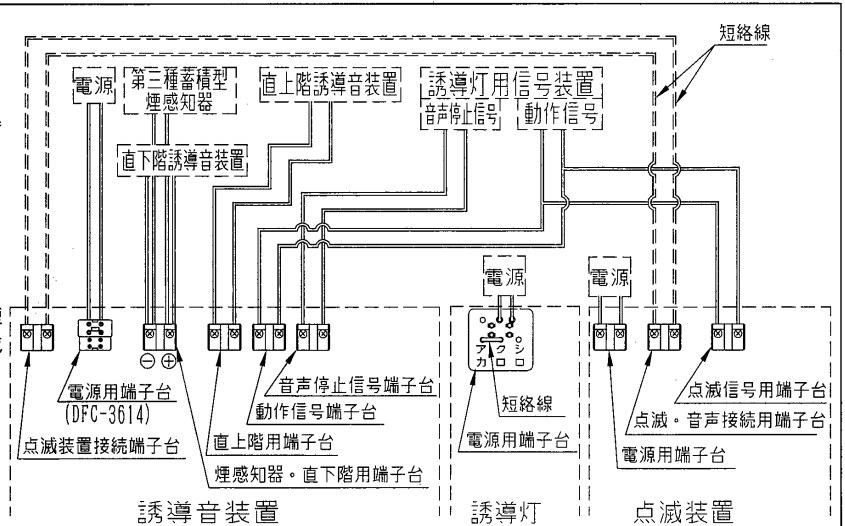 短絡線
電源
第三種蓄積型
煙感知器
直上階誘導音装置
誘導灯用信号装置
音声停止信号
動作信号
直下階誘導音装置
電源
電源
⊖ ⊕
アクシ
カロロ
電源用端子台
(DFC-3614)
点滅装置接続端子台
音声停止信号端子台
動作信号端子台
直上階用端子台
煙感知器・直下階用端子台
短絡線
電源用端子台
点滅信号用端子台
点滅・音声接続用端子台
電源用端子台
誘導音装置
誘導灯
点滅装置